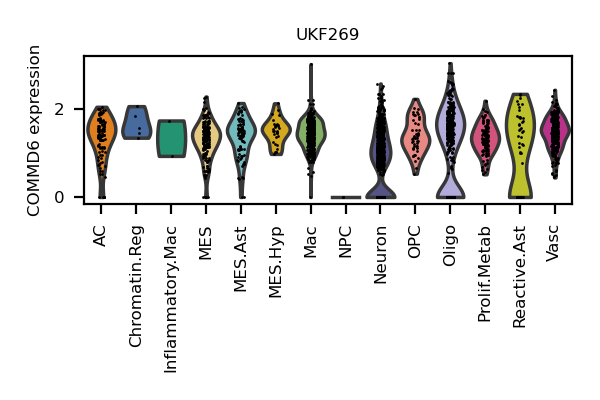 UKF269
COMMD6 expression
2
0
AC
Chromatin.Reg
Inflammatory.Mac
MES
MES.Ast
MES.Hyp
Mac
NPC
Neuron
OPC
Oligo
Prolif.Metab
Reactive.Ast
Vasc